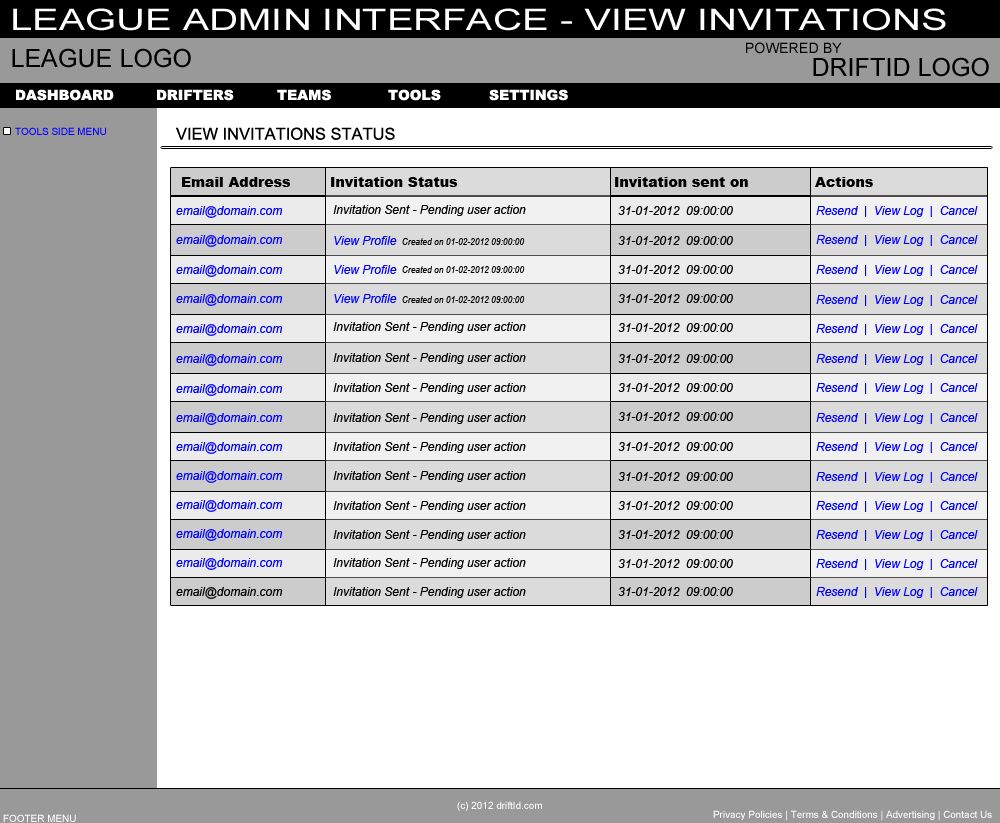 LEAGUE ADMIN INTERFACE - VIEW INVITATIONS
LEAGUE LOGO
POWERED BY
DRIFTID LOGO
DASHBOARD DRIFTERS TEAMS TOOLS SETTINGS
TOOLS SIDE MENU
VIEW INVITATIONS STATUS
Email Address Invitation Status Invitation sent on Actions
email@domain.com Invitation Sent - Pending user action 31-01-2012 09:00:00 Resend | View Log | Cancel
email@domain.com View Profile Created on 01-02-2012 09:00:00 31-01-2012 09:00:00 Resend | View Log | Cancel
email@domain.com View Profile Created on 01-02-2012 09:00:00 31-01-2012 09:00:00 Resend | View Log | Cancel
email@domain.com View Profile Created on 01-02-2012 09:00:00 31-01-2012 09:00:00 Resend | View Log | Cancel
email@domain.com Invitation Sent - Pending user action 31-01-2012 09:00:00 Resend | View Log | Cancel
email@domain.com Invitation Sent - Pending user action 31-01-2012 09:00:00 Resend | View Log | Cancel
email@domain.com Invitation Sent - Pending user action 31-01-2012 09:00:00 Resend | View Log | Cancel
email@domain.com Invitation Sent - Pending user action 31-01-2012 09:00:00 Resend | View Log | Cancel
email@domain.com Invitation Sent - Pending user action 31-01-2012 09:00:00 Resend | View Log | Cancel
email@domain.com Invitation Sent - Pending user action 31-01-2012 09:00:00 Resend | View Log | Cancel
email@domain.com Invitation Sent - Pending user action 31-01-2012 09:00:00 Resend | View Log | Cancel
email@domain.com Invitation Sent - Pending user action 31-01-2012 09:00:00 Resend | View Log | Cancel
email@domain.com Invitation Sent - Pending user action 31-01-2012 09:00:00 Resend | View Log | Cancel
email@domain.com Invitation Sent - Pending user action 31-01-2012 09:00:00 Resend | View Log | Cancel
(c) 2012 driftId.com
FOOTER MENU
Privacy Policies | Terms & Conditions | Advertising | Contact Us